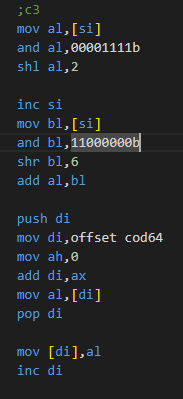 ;c3
mov al,[si]
and al,00001111b
shl al,2
inc si
mov bl,[si]
and bl,11000000b
shr bl,6
add al,bl
push di
mov di,offset cod64
mov ah,0
add di,ax
mov al,[di]
pop di
mov [di],al
inc di